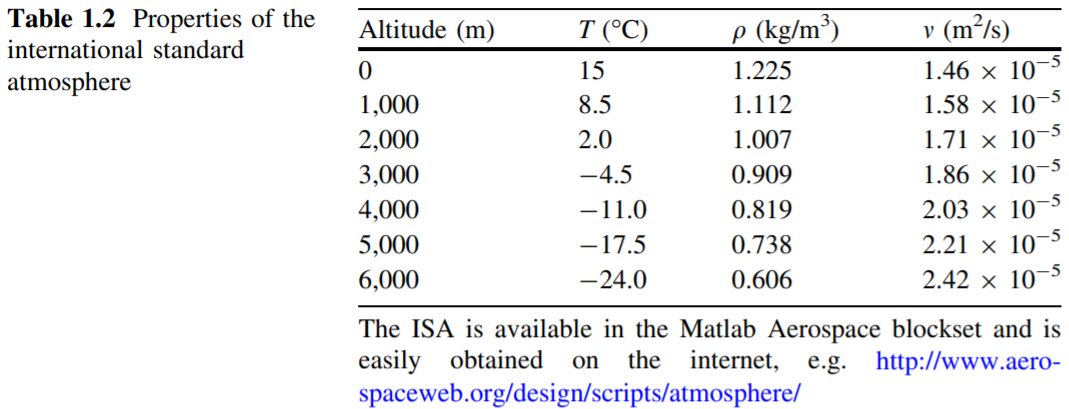 Table 1.2 Properties of the
international standard
atmosphere
Altitude (m) T (°C) ρ (kg/m³) ν (m²/s)
0 15 1.225 1.46 × 10⁻⁵
1,000 8.5 1.112 1.58 × 10⁻⁵
2,000 2.0 1.007 1.71 × 10⁻⁵
3,000 −4.5 0.909 1.86 × 10⁻⁵
4,000 −11.0 0.819 2.03 × 10⁻⁵
5,000 −17.5 0.738 2.21 × 10⁻⁵
6,000 −24.0 0.606 2.42 × 10⁻⁵
The ISA is available in the Matlab Aerospace blockset and is
easily obtained on the internet, e.g. http://www.aero-
spaceweb.org/design/scripts/atmosphere/